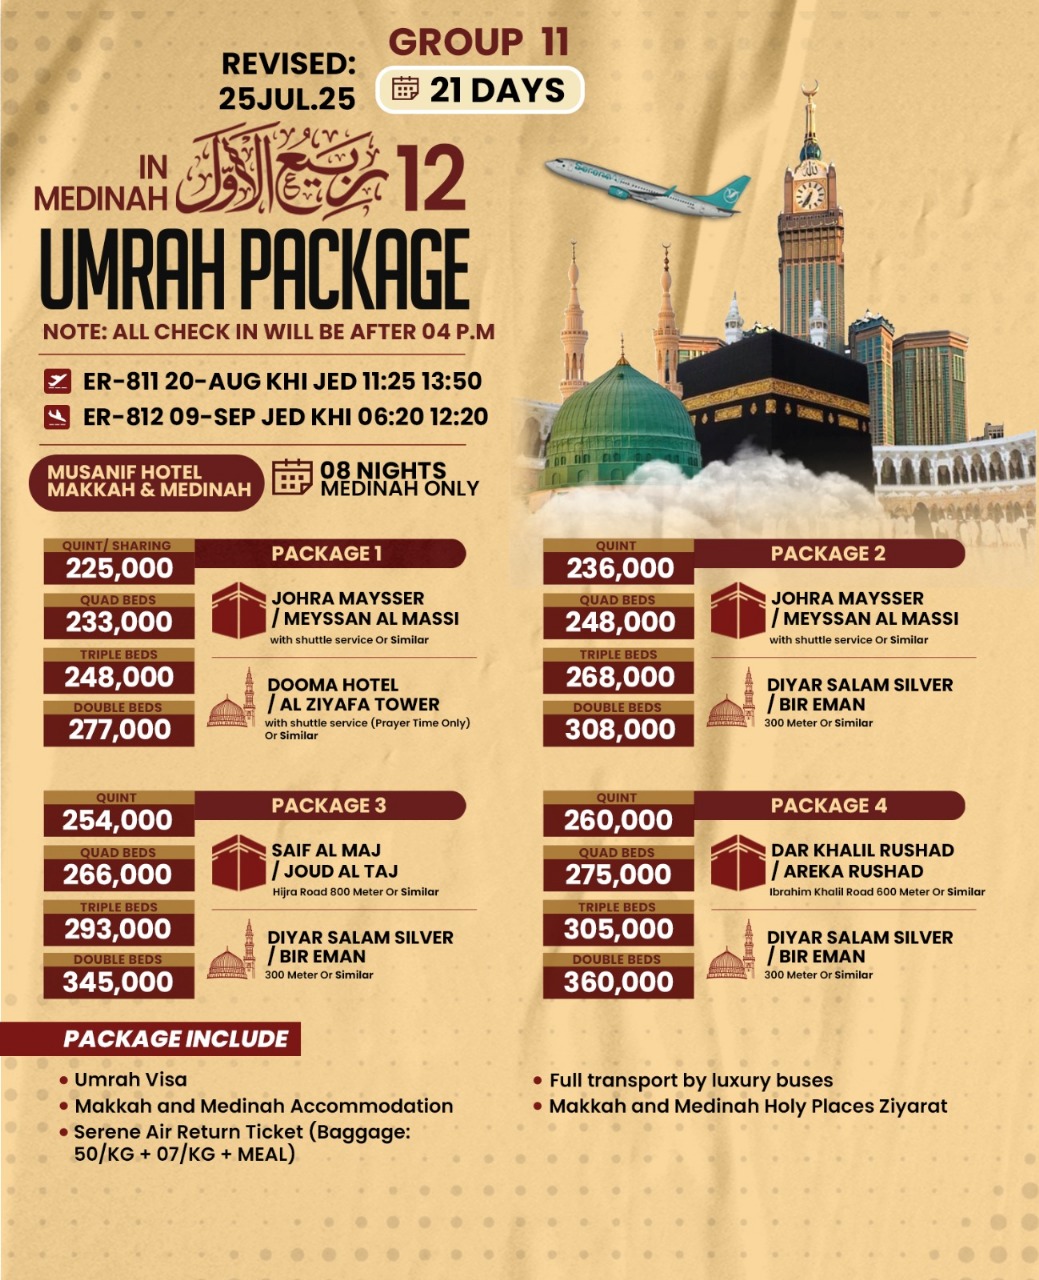 GROUP 11
REVISED:
25JUL.25
21 DAYS
IN
MEDINAH
ربيع الأول
12
UMRAH PACKAGE
NOTE: ALL CHECK IN WILL BE AFTER 04 P.M
ER-811 20-AUG KHI JED 11:25 13:50
ER-812 09-SEP JED KHI 06:20 12:20
MUSANIF HOTEL
MAKKAH & MEDINAH
08 NIGHTS
MEDINAH ONLY
Serene
PACKAGE 1
QUINT/ SHARING
225,000
QUAD BEDS
233,000
TRIPLE BEDS
248,000
DOUBLE BEDS
277,000
JOHRA MAYSSER
/ MEYSSAN AL MASSI
with shuttle service Or Similar
DOOMA HOTEL
/ AL ZIYAFA TOWER
with shuttle service (Prayer Time Only)
Or Similar
PACKAGE 2
QUINT
236,000
QUAD BEDS
248,000
TRIPLE BEDS
268,000
DOUBLE BEDS
308,000
JOHRA MAYSSER
/ MEYSSAN AL MASSI
with shuttle service Or Similar
DIYAR SALAM SILVER
/ BIR EMAN
300 Meter Or Similar
PACKAGE 3
QUINT
254,000
QUAD BEDS
266,000
TRIPLE BEDS
293,000
DOUBLE BEDS
345,000
SAIF AL MAJ
/ JOUD AL TAJ
Hijra Road 800 Meter Or Similar
DIYAR SALAM SILVER
/ BIR EMAN
300 Meter Or Similar
PACKAGE 4
QUINT
260,000
QUAD BEDS
275,000
TRIPLE BEDS
305,000
DOUBLE BEDS
360,000
DAR KHALIL RUSHAD
/ AREKA RUSHAD
Ibrahim Khalil Road 600 Meter Or Similar
DIYAR SALAM SILVER
/ BIR EMAN
300 Meter Or Similar
PACKAGE INCLUDE
• Umrah Visa
• Makkah and Medinah Accommodation
• Serene Air Return Ticket (Baggage:
50/KG + 07/KG + MEAL)
• Full transport by luxury buses
• Makkah and Medinah Holy Places Ziyarat